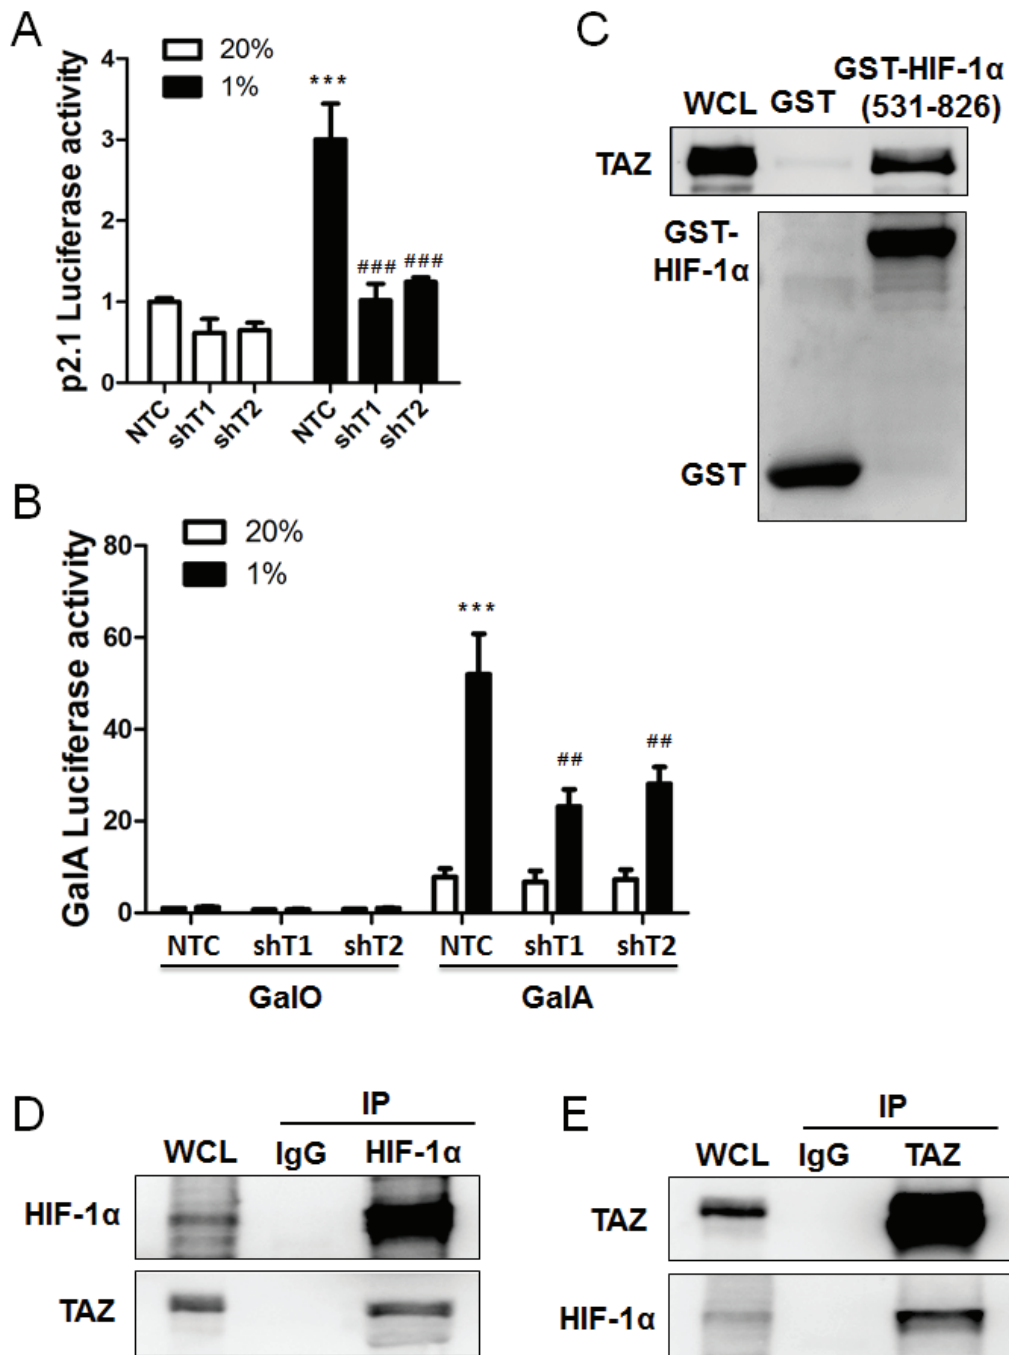 A
20%
1%
p2.1 Luciferase activity
4
3
2
1
0
***
###
###
NTC
shT1
shT2
NTC
shT1
shT2
B
20%
1%
GalA Luciferase activity
80
60
40
20
0
***
##
##
NTC
shT1
shT2
NTC
shT1
shT2
GalO
GalA
C
WCL
GST
GST-HIF-1α
(531-826)
TAZ
GST-
HIF-1α
GST
D
IP
WCL
IgG
HIF-1α
HIF-1α
TAZ
E
IP
WCL
IgG
TAZ
TAZ
HIF-1α